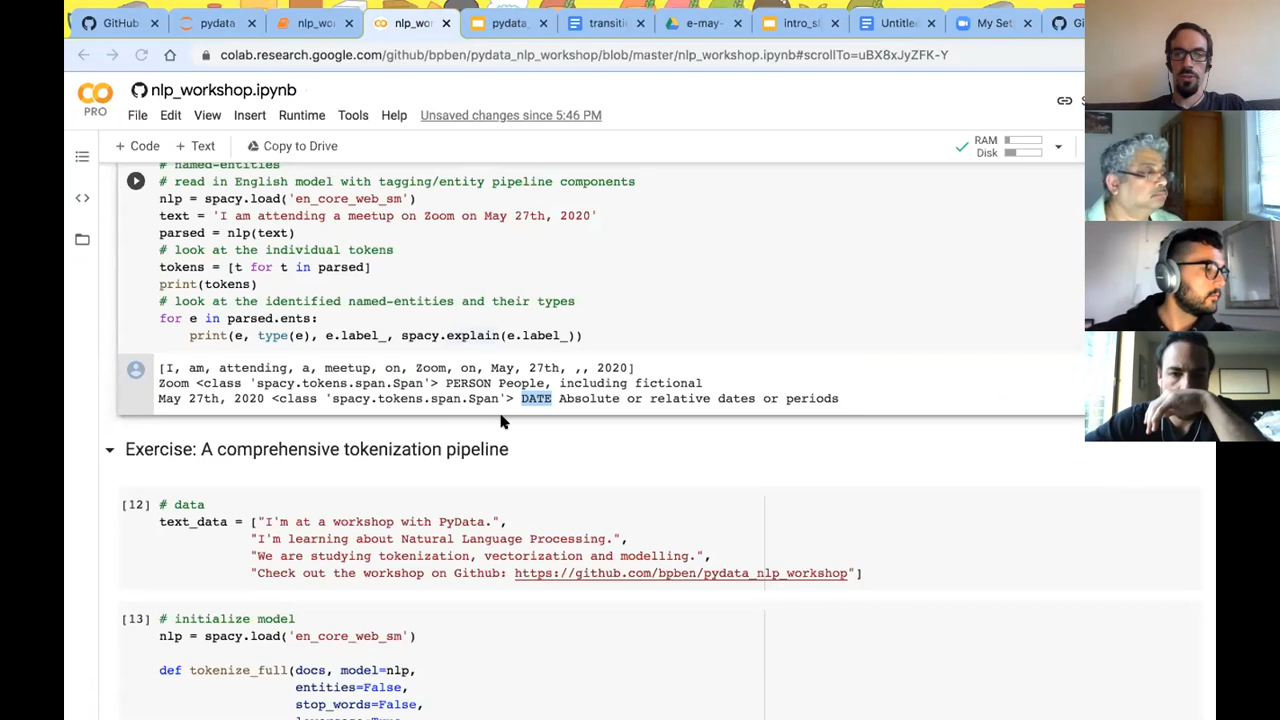 GitHub
pydata
nlp_wor
nlp_wor
pydata_
transiti
e-may-
intro_sl
Untitle
My Set
Gi
colab.research.google.com/github/bpben/pydata_nlp_workshop/blob/master/nlp_workshop.ipynb#scrollTo=uBX8xJyZFK-Y
CO
PRO
nlp_workshop.ipynb
File Edit View Insert Runtime Tools Help Unsaved changes since 5:46 PM
+ Code + Text Copy to Drive
RAM
Disk
# named-entities
# read in English model with tagging/entity pipeline components
nlp = spacy.load('en_core_web_sm')
text = 'I am attending a meetup on Zoom on May 27th, 2020'
parsed = nlp(text)
# look at the individual tokens
tokens = [t for t in parsed]
print(tokens)
# look at the identified named-entities and their types
for e in parsed.ents:
print(e, type(e), e.label_, spacy.explain(e.label_))
[I, am, attending, a, meetup, on, Zoom, on, May, 27th, ,, 2020]
Zoom <class 'spacy.tokens.span.Span'> PERSON People, including fictional
May 27th, 2020 <class 'spacy.tokens.span.Span'> DATE Absolute or relative dates or periods
Exercise: A comprehensive tokenization pipeline
[12] # data
text_data = ["I'm at a workshop with PyData.",
"I'm learning about Natural Language Processing.",
"We are studying tokenization, vectorization and modelling.",
"Check out the workshop on Github: https://github.com/bpben/pydata_nlp_workshop"]
[13] # initialize model
nlp = spacy.load('en_core_web_sm')
def tokenize_full(docs, model=nlp,
entities=False,
stop_words=False,